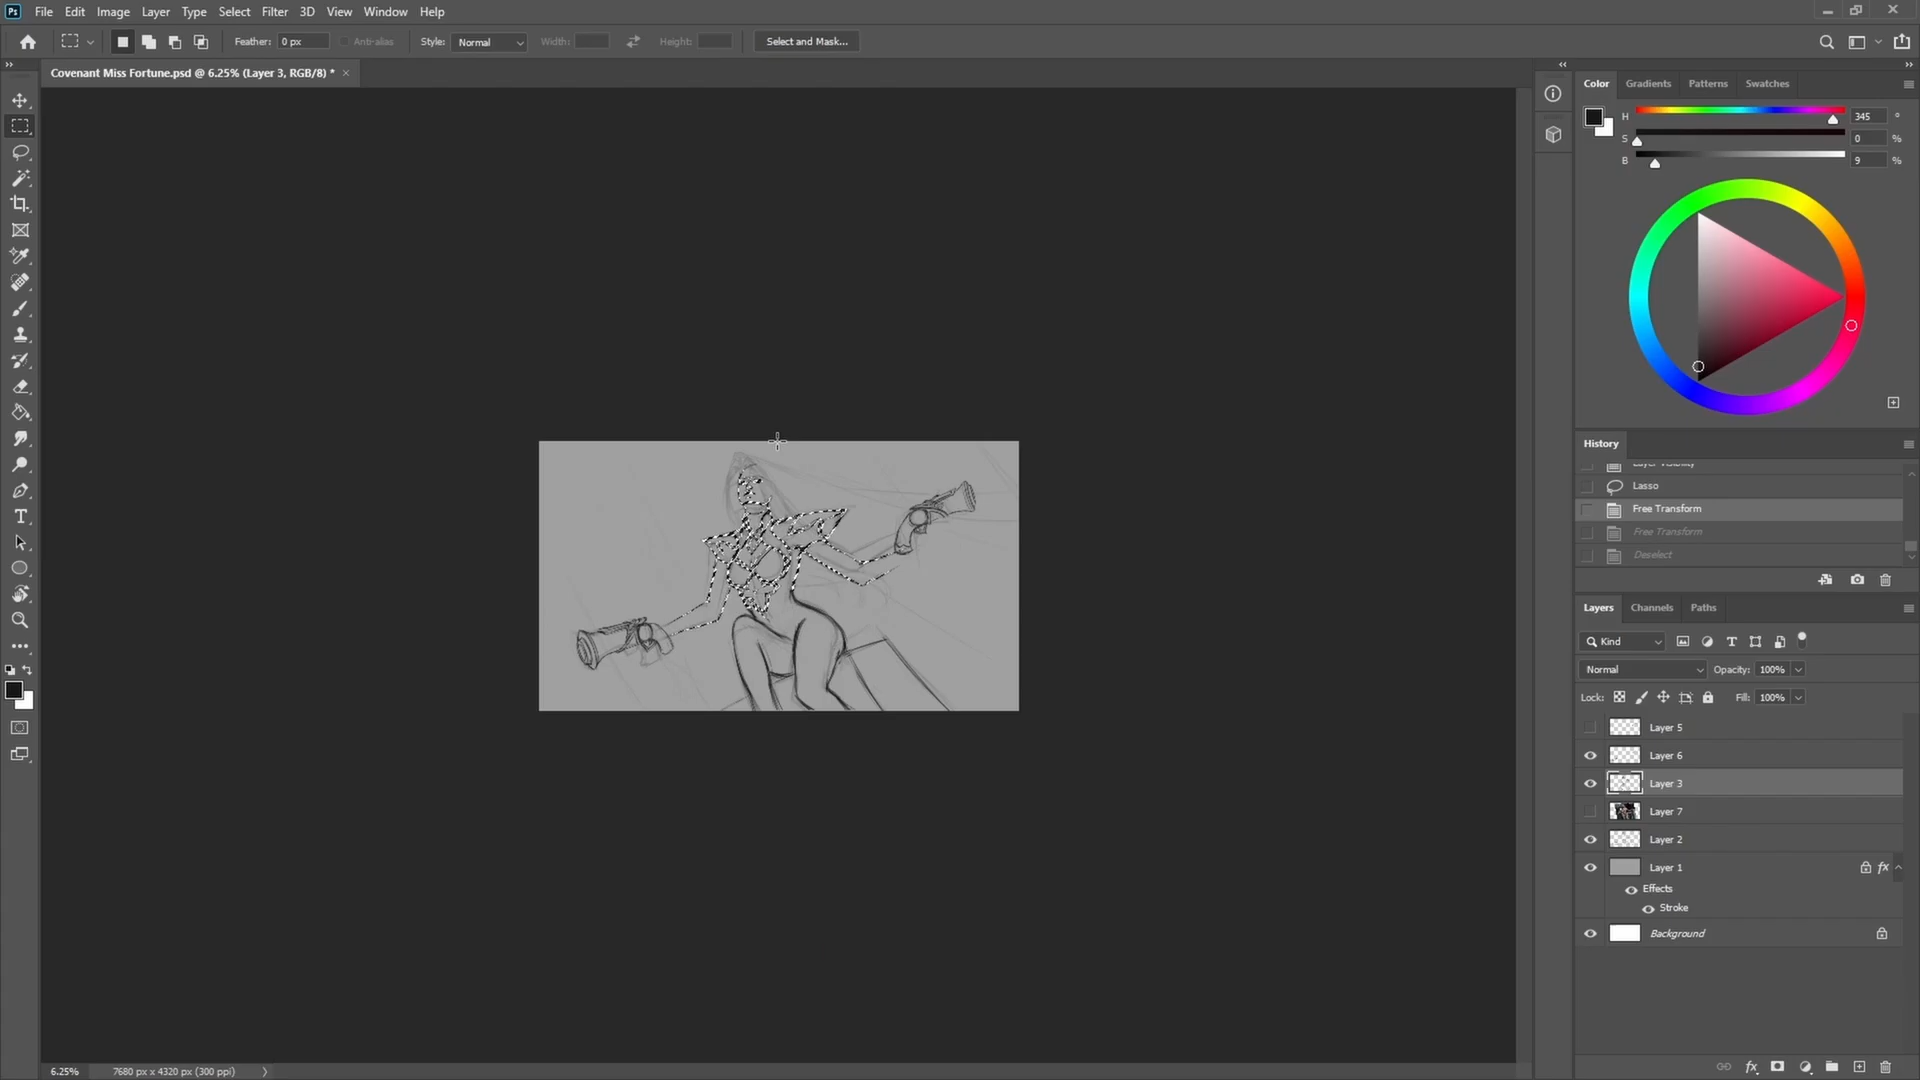 Ps File Edit Image Layer Type Select Filter 3D View Window Help
Feather: 0 px Anti-alias Style: Normal Width: Height: Select and Mask...
Covenant Miss Fortune.psd @ 6.25% (Layer 3, RGB/8) * ×
Color Gradients Patterns Swatches
H 345 °
S 0 %
B 9 %
History
Layer Visibility
Lasso
Free Transform
Free Transform
Deselect
Layers Channels Paths
Kind
Normal Opacity: 100%
Lock: Fill: 100%
Layer 5
Layer 6
Layer 3
Layer 7
Layer 2
Layer 1 fx
Effects
Stroke
Background
6.25% 7680 px x 4320 px (300 ppi)
fx